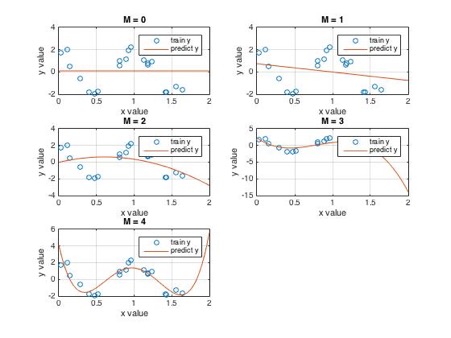 M = 0
4
2
0
-2
0 0.5 1 1.5 2
y value
x value
train y
predict y
M = 1
4
2
0
-2
0 0.5 1 1.5 2
y value
x value
train y
predict y
M = 2
4
2
0
-2
-4
0 0.5 1 1.5 2
y value
x value
train y
predict y
M = 3
5
0
-5
-10
-15
0 0.5 1 1.5 2
y value
x value
train y
predict y
M = 4
6
4
2
0
-2
0 0.5 1 1.5 2
y value
x value
train y
predict y